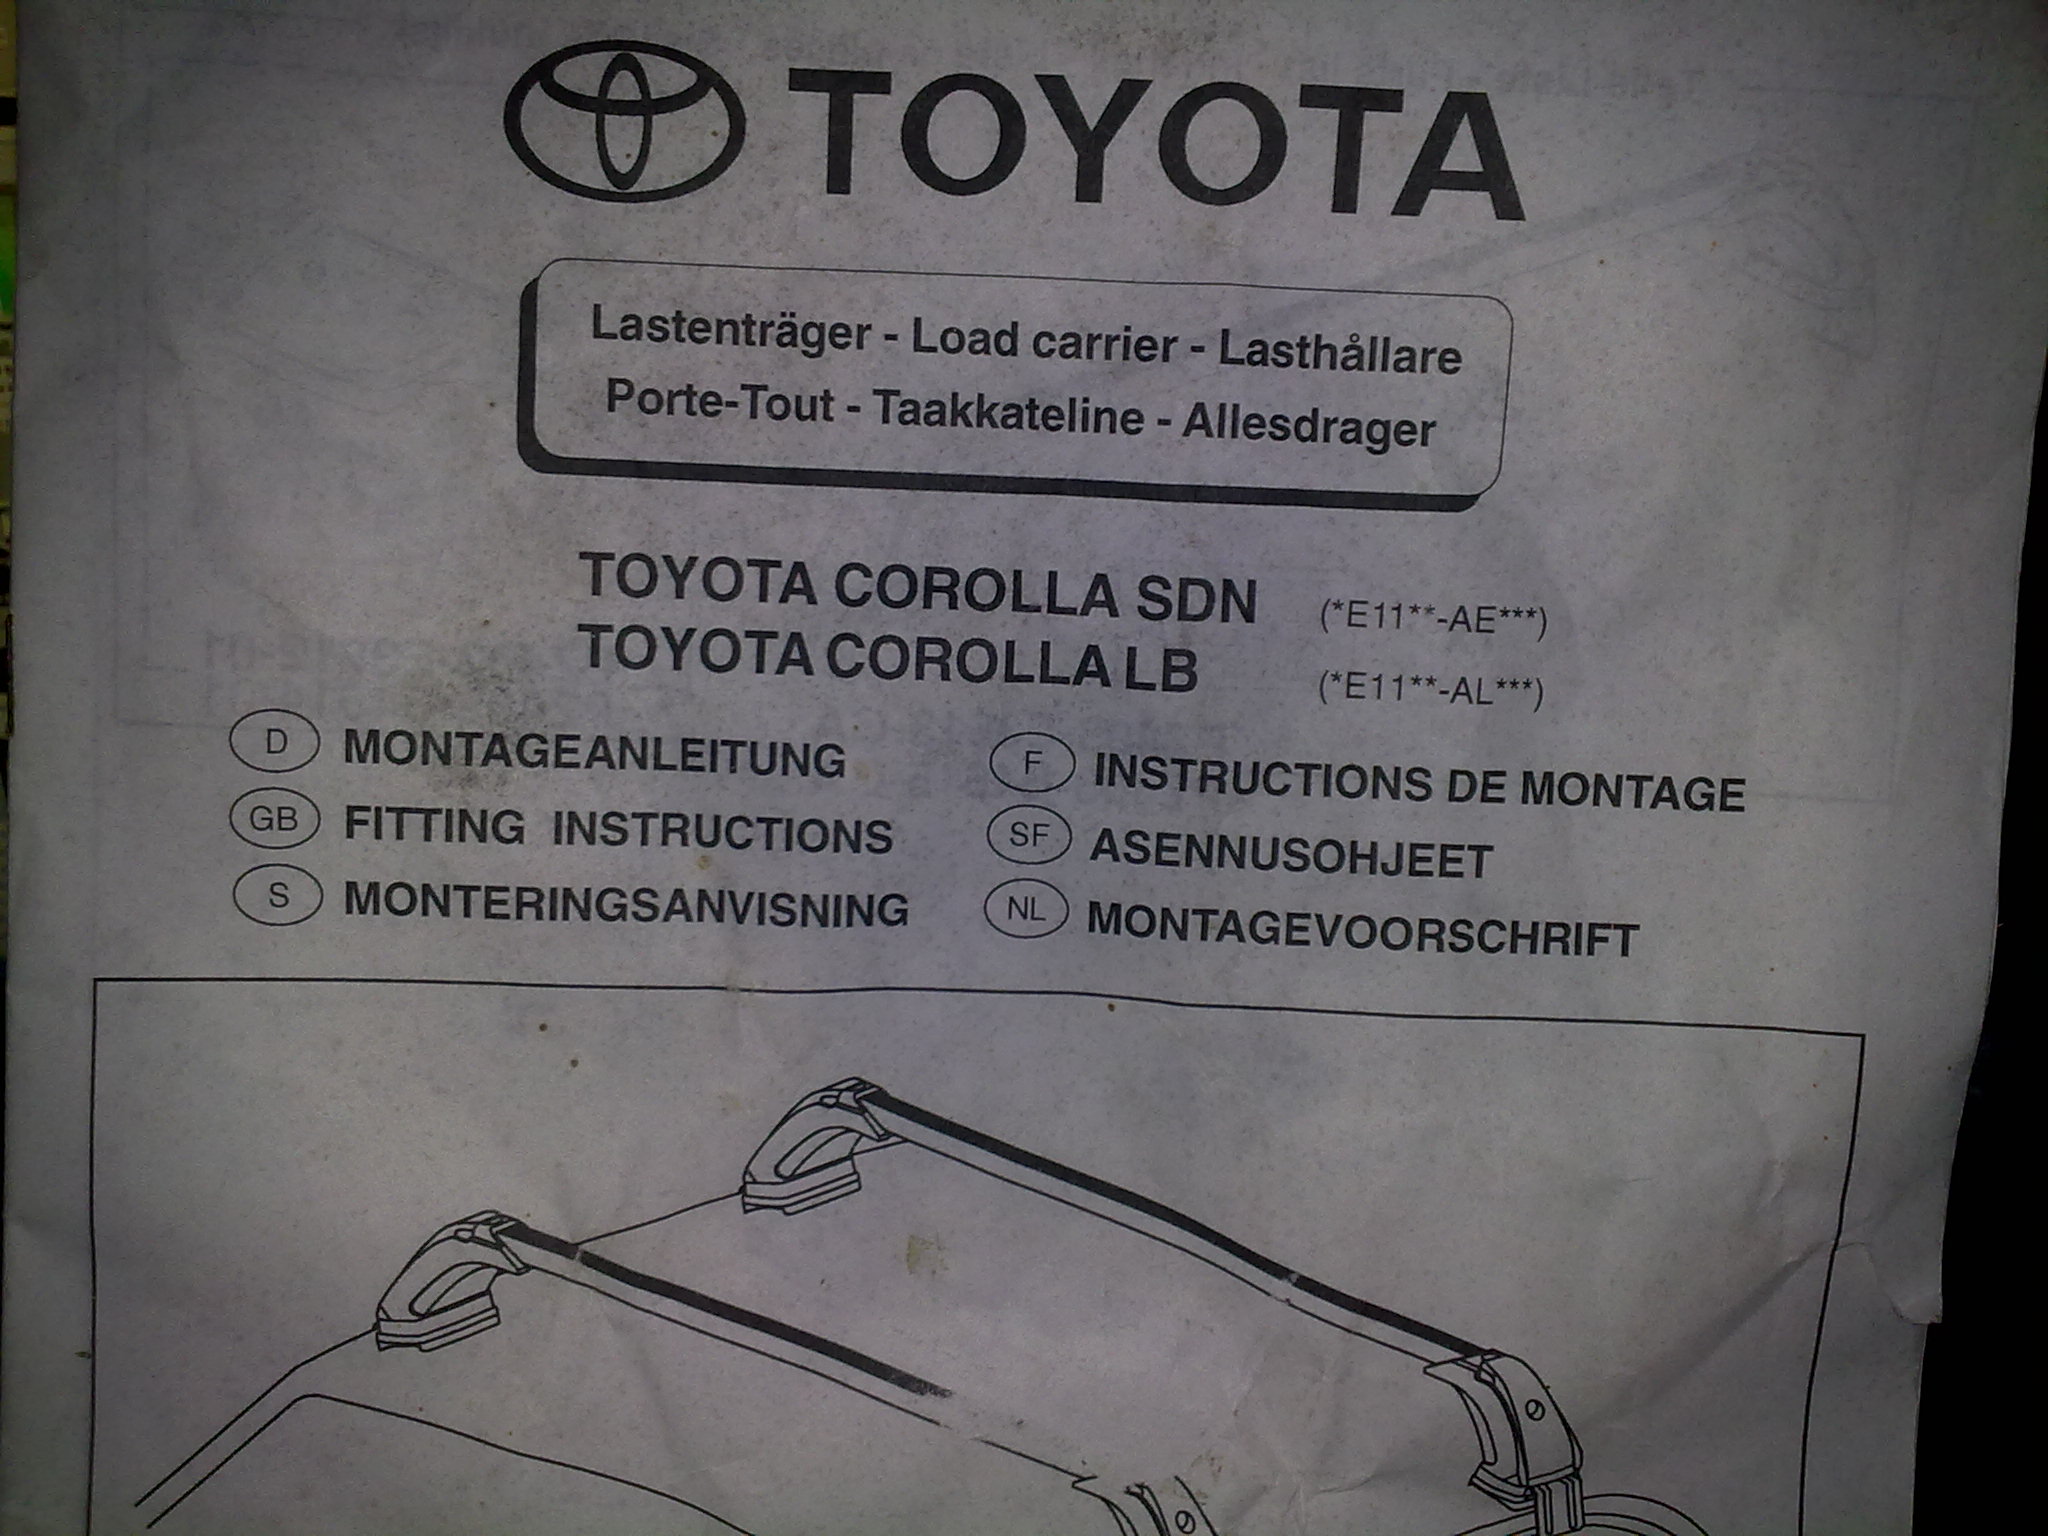 TOYOTA
Lastenträger - Load carrier - Lasthållare
Porte-Tout - Taakkateline - Allesdrager
TOYOTA COROLLA SDN (*E11**-AE***)
TOYOTA COROLLA LB (*E11**-AL***)
D MONTAGEANLEITUNG
GB FITTING INSTRUCTIONS
S MONTERINGSANVISNING
F INSTRUCTIONS DE MONTAGE
SF ASENNUSOHJEET
NL MONTAGEVOORSCHRIFT